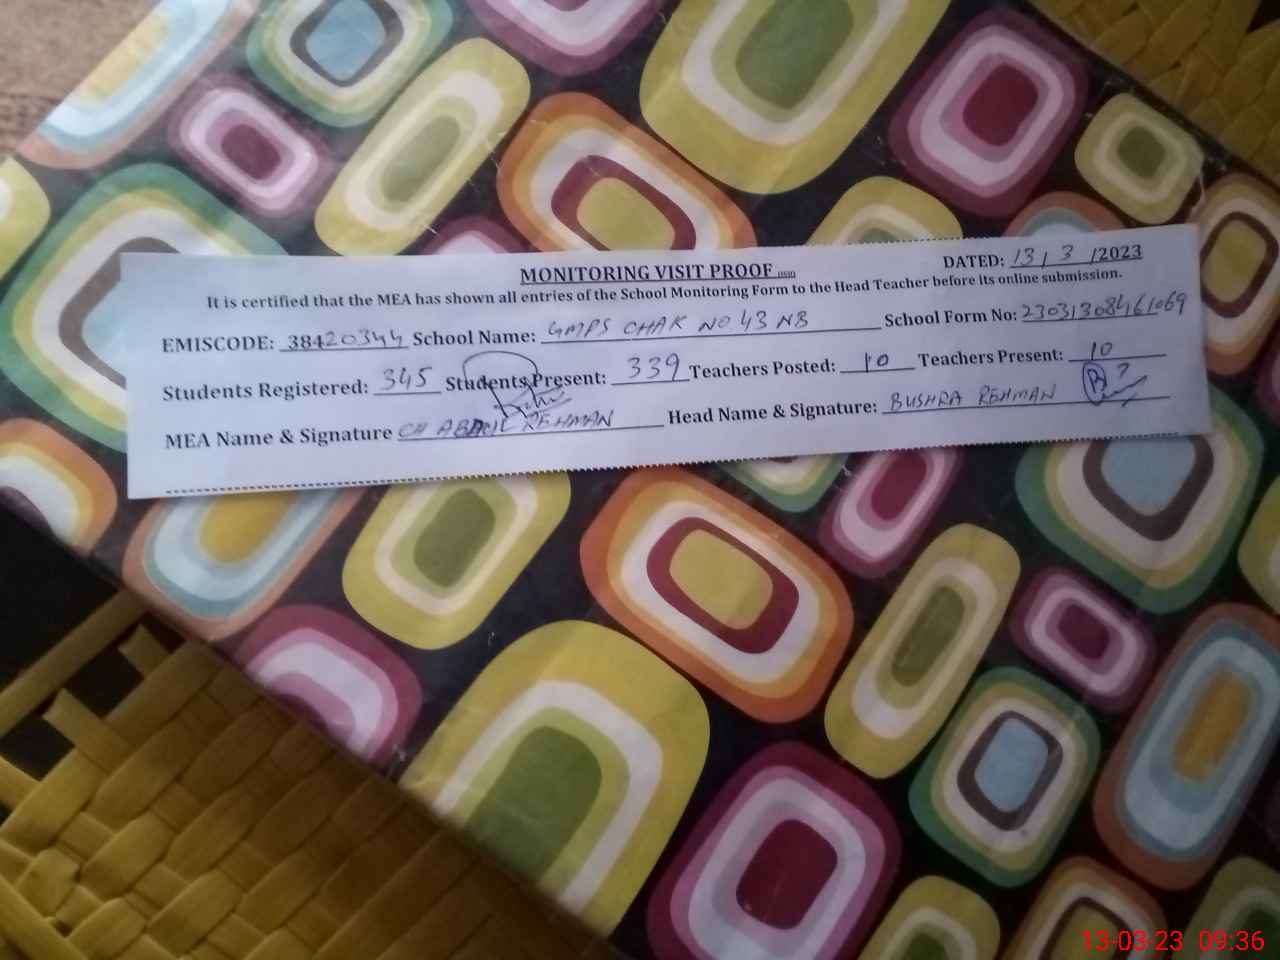 MONITORING VISIT PROOF
DATED: 13/3/2023
It is certified that the MEA has shown all entries of the School Monitoring Form to the Head Teacher before its online submission.
EMISCODE: 38420344 School Name: GMPS CHAK NO. 43 NB School Form No: 23031308461069
Students Registered: 345 Students Present: 339 Teachers Posted: 10 Teachers Present: 10
MEA Name & Signature CH ABDUL REHMAN Head Name & Signature: BUSHRA REHMAN
13-03-23 09:36